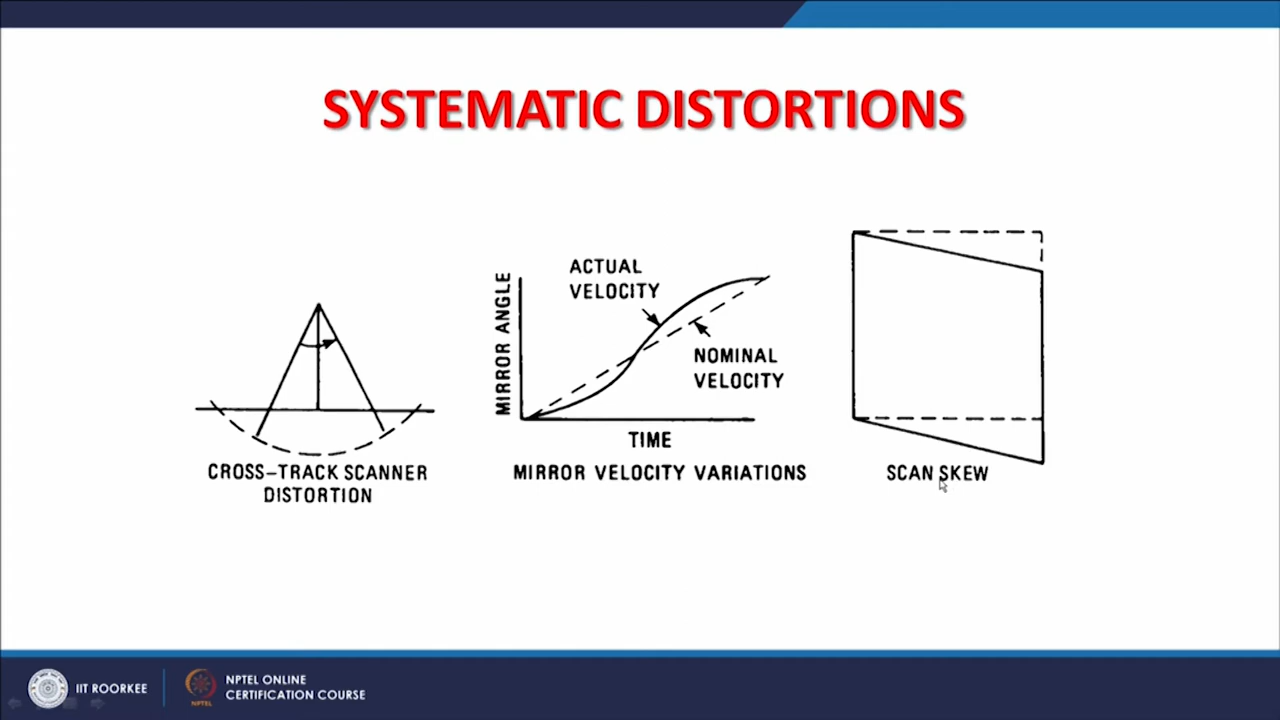 SYSTEMATIC DISTORTIONS
CROSS-TRACK SCANNER
DISTORTION
MIRROR ANGLE
ACTUAL
VELOCITY
NOMINAL
VELOCITY
TIME
MIRROR VELOCITY VARIATIONS
SCAN SKEW
IIT ROORKEE
NPTEL
NPTEL ONLINE
CERTIFICATION COURSE